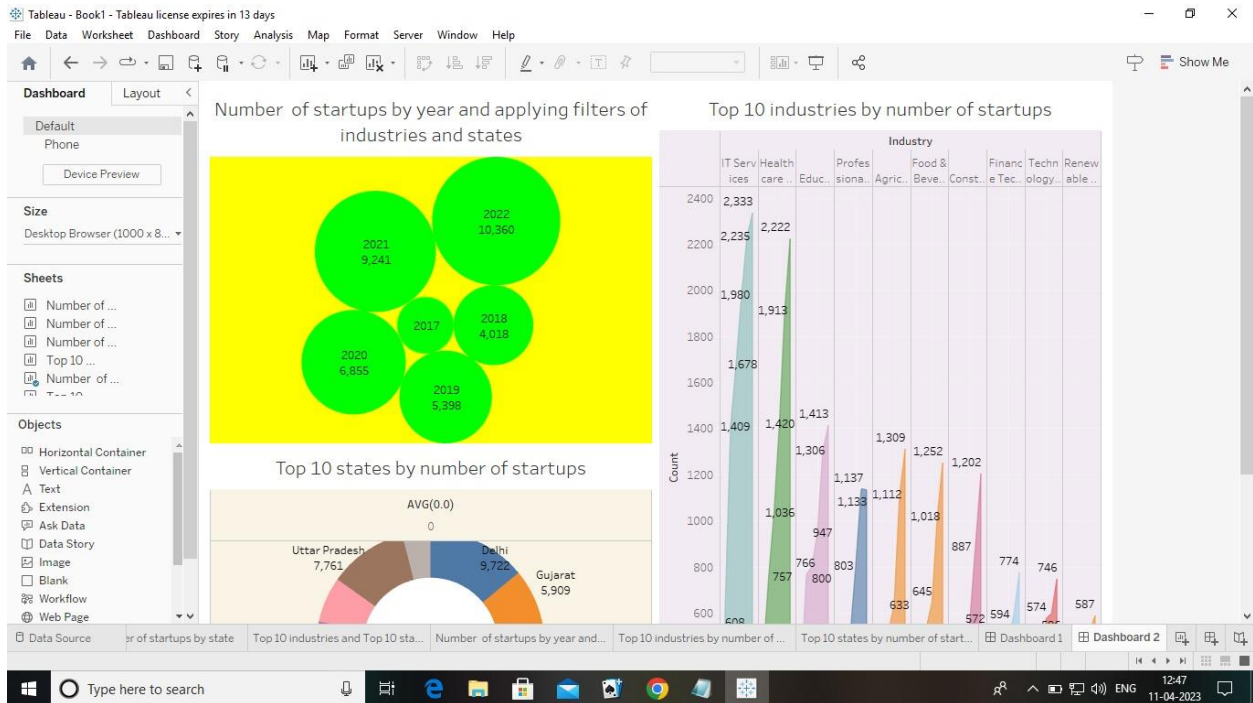 Tableau - Book1 - Tableau license expires in 13 days
File Data Worksheet Dashboard Story Analysis Map Format Server Window Help
Show Me
Dashboard Layout
Default
Phone
Device Preview
Size
Desktop Browser (1000 x 8...
Sheets
Number of ...
Number of ...
Number of ...
Top 10 ...
Number of ...
Objects
Horizontal Container
Vertical Container
A Text
Extension
Ask Data
Data Story
Image
Blank
Workflow
Web Page
Number of startups by year and applying filters of
industries and states
2022
10,360
2021
9,241
2017
2018
4,018
2020
6,855
2019
5,398
Top 10 states by number of startups
AVG(0.0)
0
Uttar Pradesh
7,761
Delhi
9,722
Gujarat
5,909
Top 10 industries by number of startups
Industry
IT Serv Health Profes Food & Financ Techn Renew
ices care .. Educ.. siona.. Agric.. Beve.. Const.. e Tec.. ology.. able ..
Count
2400
2200
2000
1800
1600
1400
1200
1000
800
600
2,333
2,235
1,980
1,678
1,409
608
2,222
1,913
1,420
1,036
757
1,413
1,306
947
766
800
1,137
1,133
803
1,309
1,112
633
1,252
1,018
645
1,202
887
572
774
594
746
574
587
Data Source er of startups by state Top 10 industries and Top 10 sta... Number of startups by year and... Top 10 industries by number of ... Top 10 states by number of start... Dashboard 1 Dashboard 2
Type here to search
ENG
12:47
11-04-2023